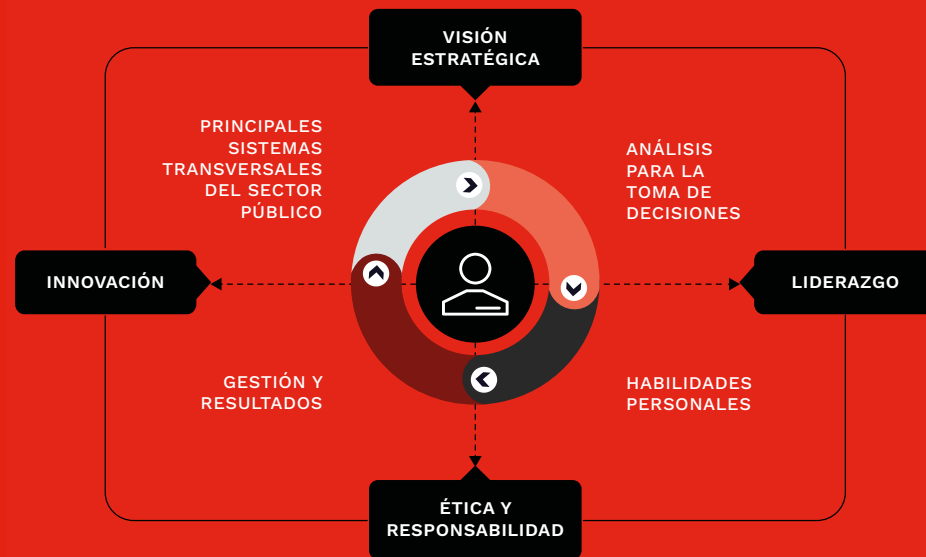 VISIÓN
ESTRATÉGICA
PRINCIPALES
SISTEMAS
TRANSVERSALES
DEL SECTOR
PÚBLICO
ANÁLISIS
PARA LA
TOMA DE
DECISIONES
INNOVACIÓN
LIDERAZGO
GESTIÓN Y
RESULTADOS
HABILIDADES
PERSONALES
ÉTICA Y
RESPONSABILIDAD